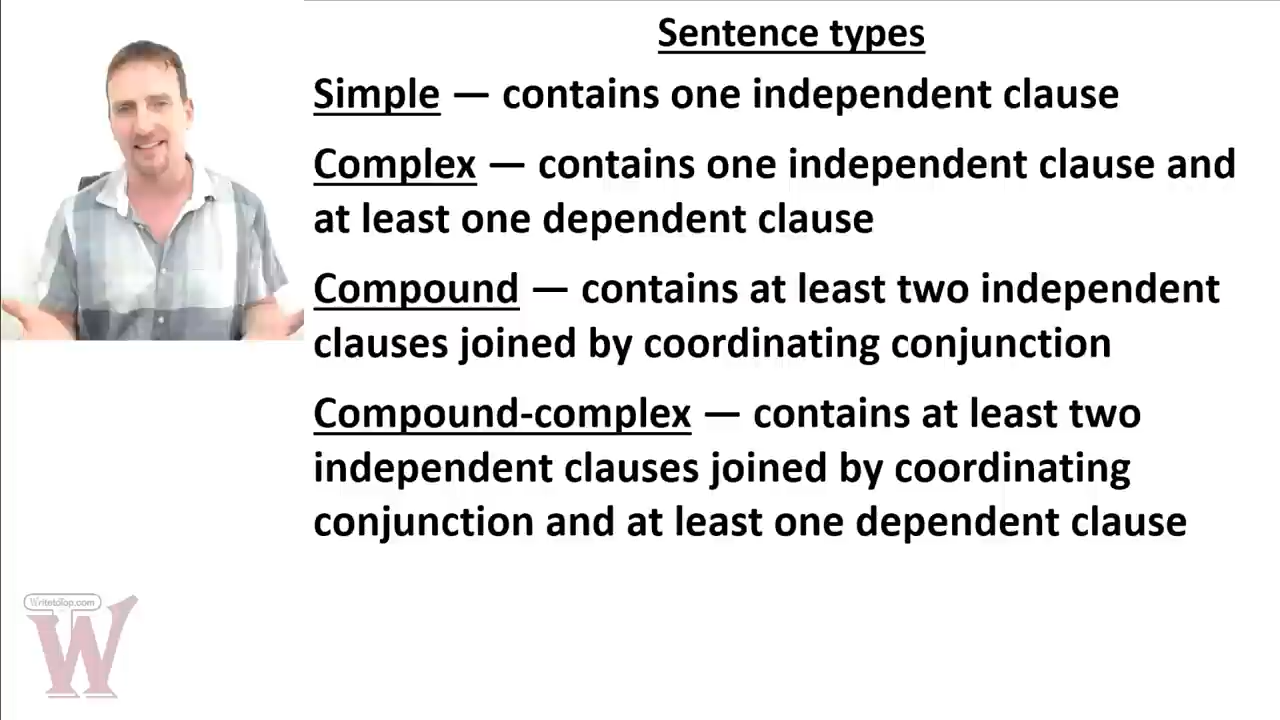 Sentence types
Simple — contains one independent clause
Complex — contains one independent clause and
at least one dependent clause
Compound — contains at least two independent
clauses joined by coordinating conjunction
Compound-complex — contains at least two
independent clauses joined by coordinating
conjunction and at least one dependent clause
WritetoTop.com
W